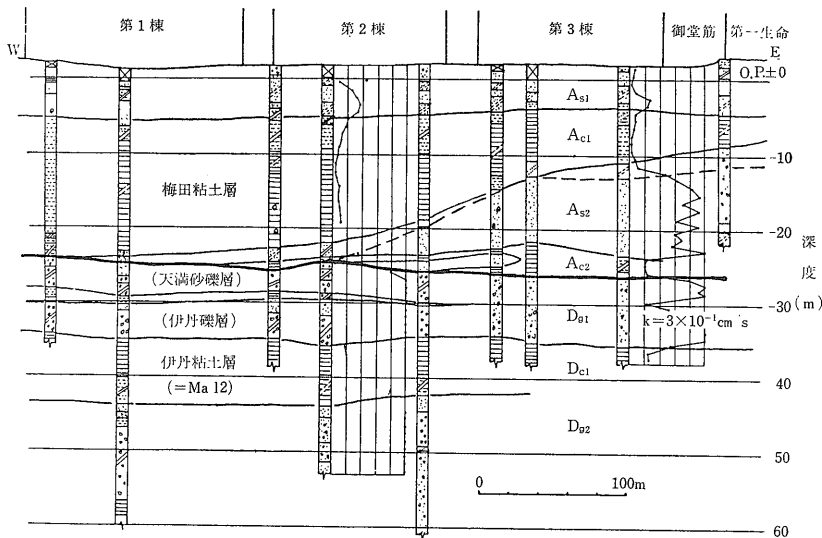 第1棟
第2棟
第3棟
御堂筋
第一生命
W
E
O.P.±0
As1
Ac1
-10
梅田粘土層
As2
-20
深度(m)
Ac2
(天満砂礫層)
-30
(伊丹礫層)
Dg1
k=3×10⁻¹cm s
伊丹粘土層
Dc1
(=Ma 12)
40
Dg2
50
0
100m
60